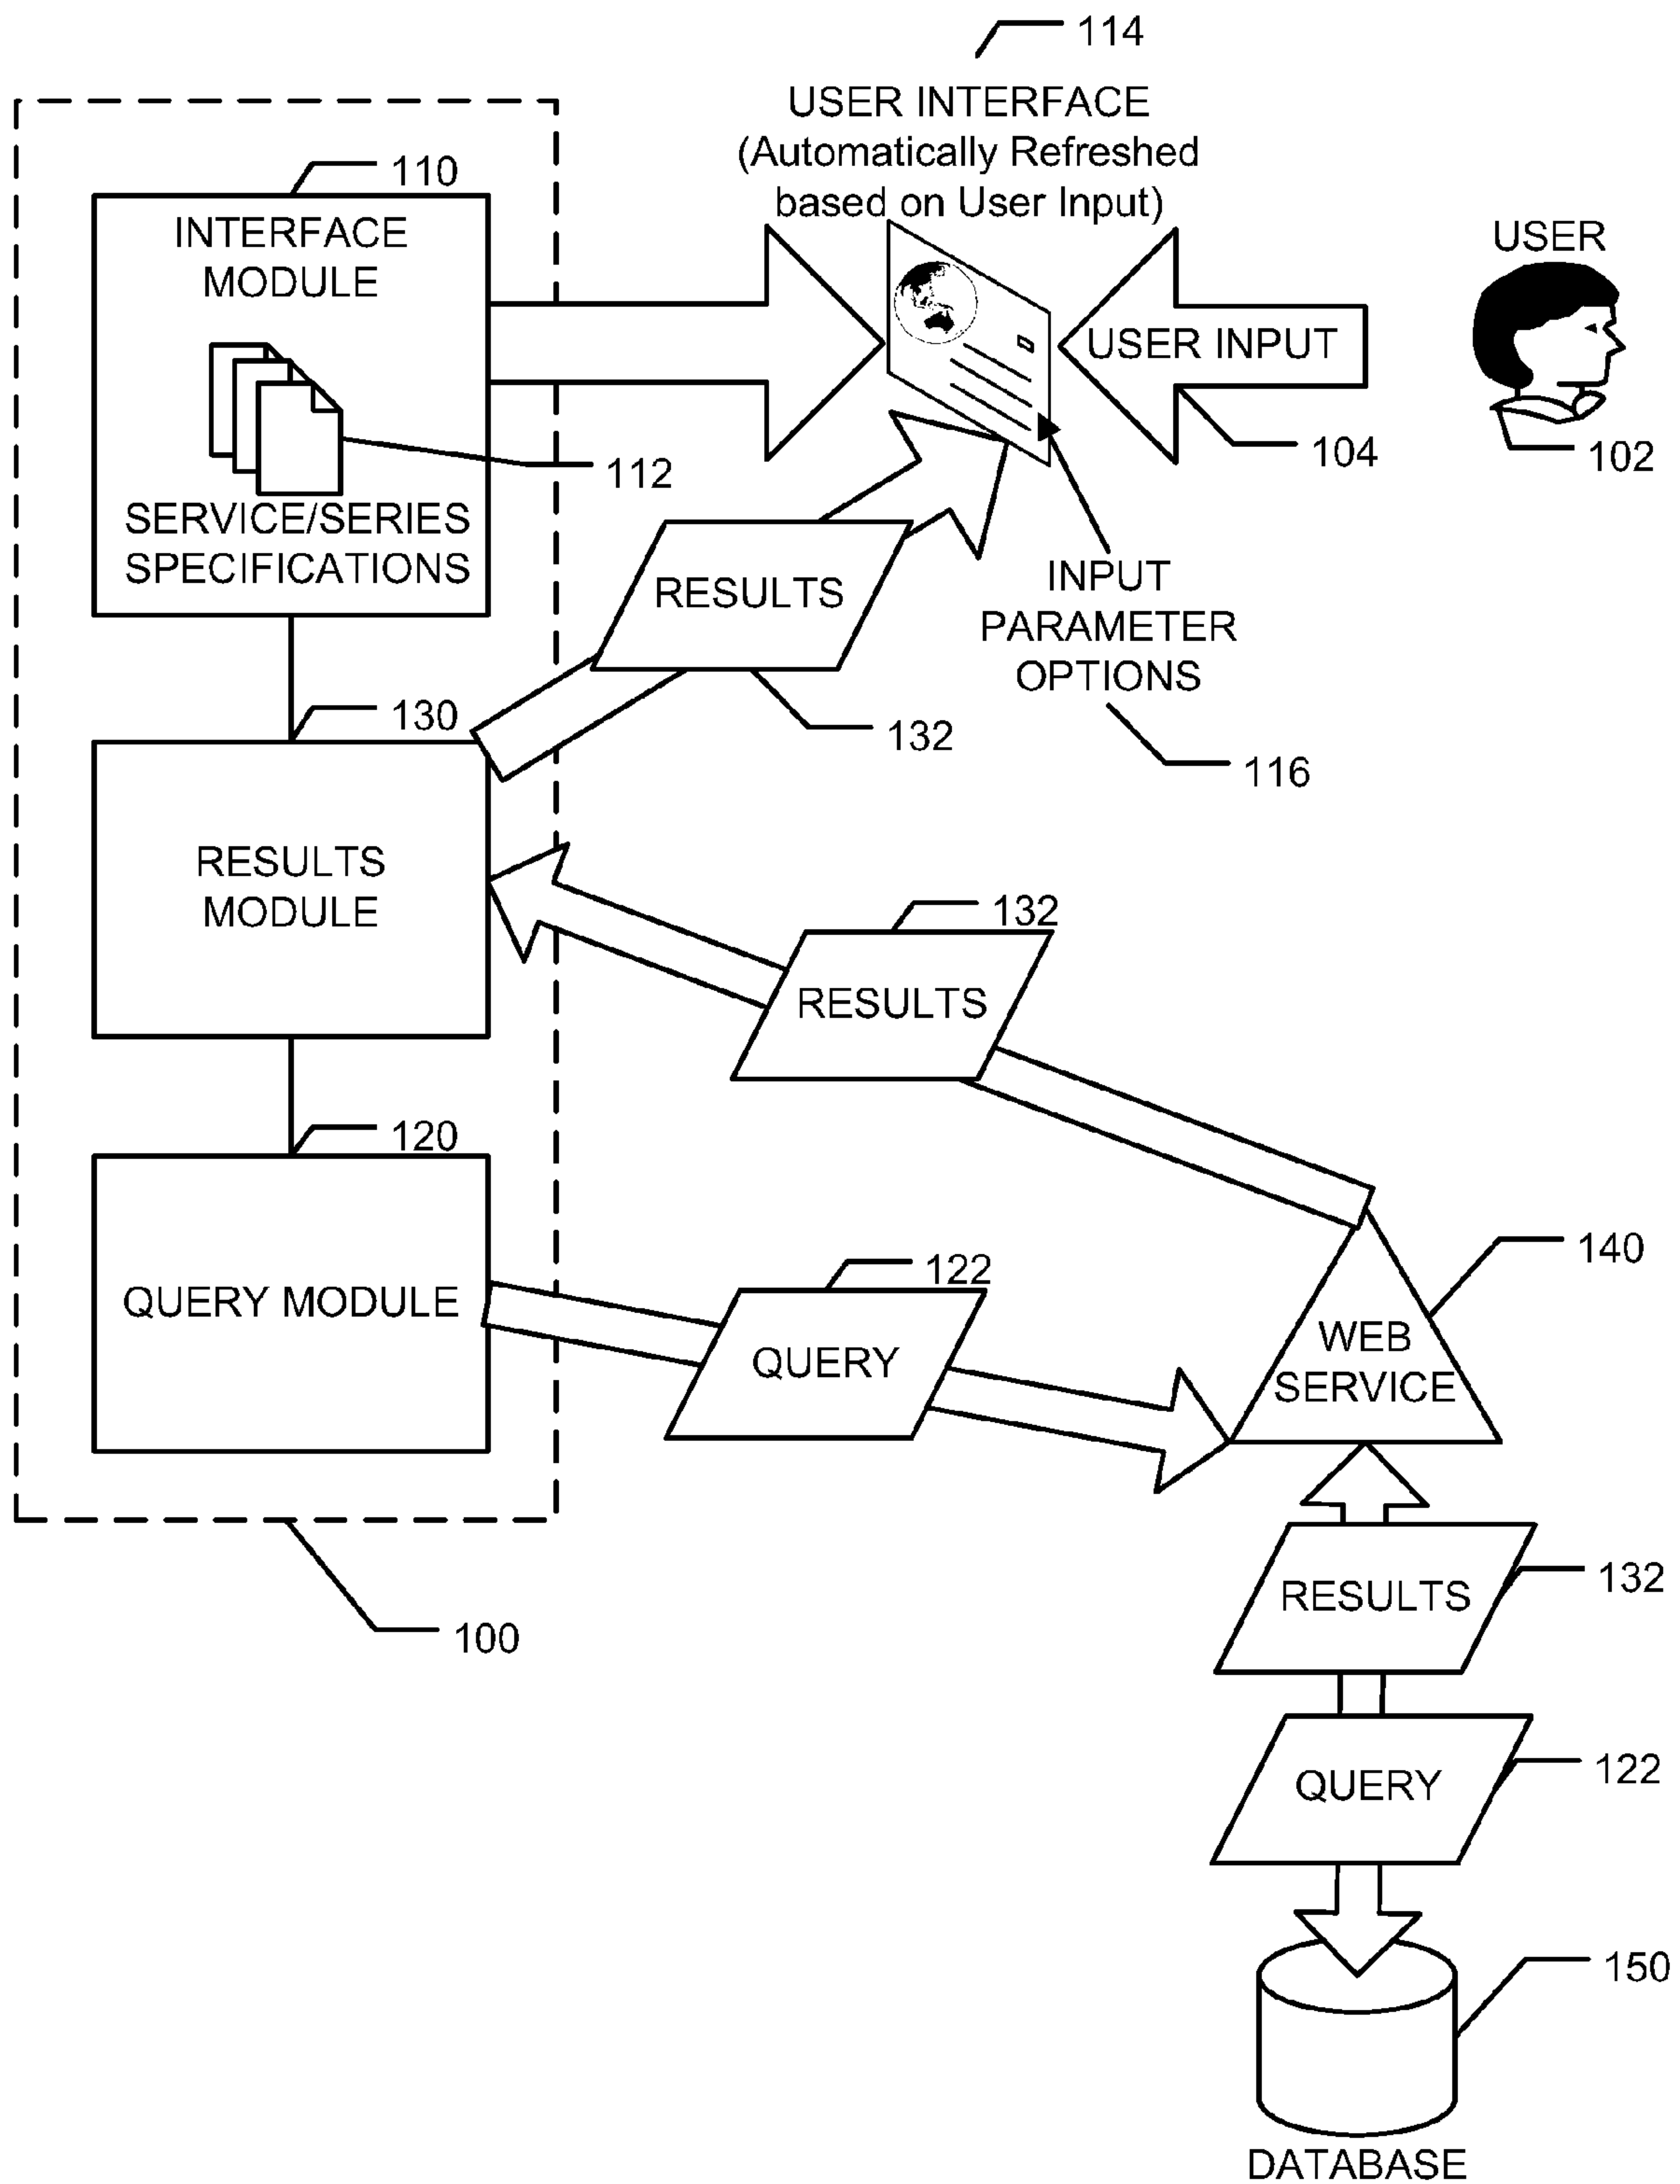 114
USER INTERFACE
(Automatically Refreshed
based on User Input)
110
INTERFACE
MODULE
112
SERVICE/SERIES
SPECIFICATIONS
USER
USER INPUT
104
102
RESULTS
132
INPUT
PARAMETER
OPTIONS
116
130
RESULTS
MODULE
132
RESULTS
120
QUERY MODULE
122
QUERY
140
WEB
SERVICE
100
RESULTS
132
QUERY
122
150
DATABASE